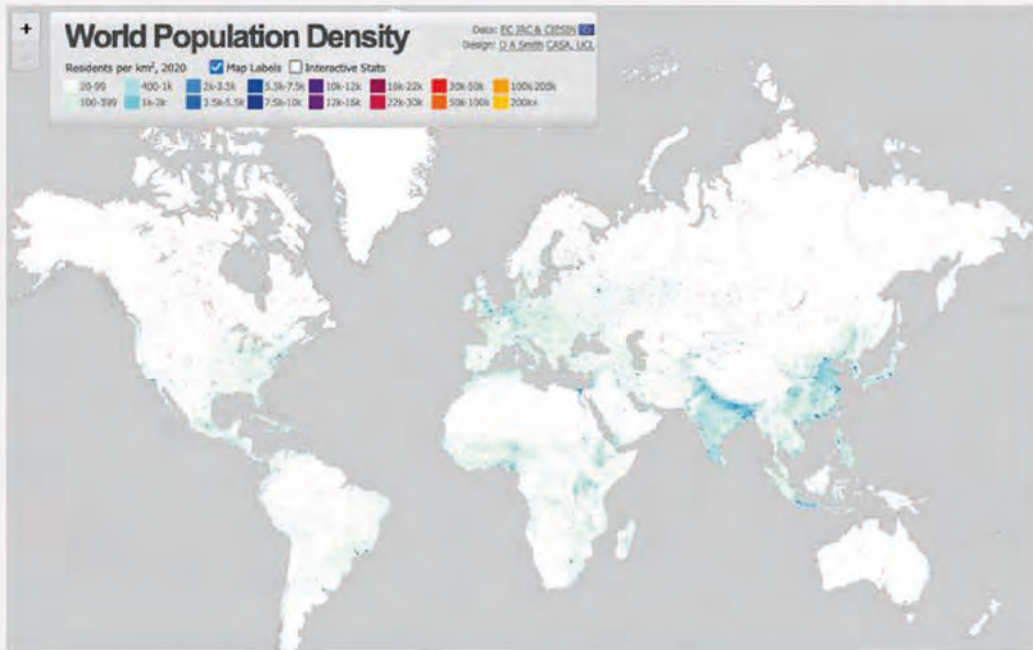 +
World Population Density
Data: EC JRC & CIESIN
Design: D A Smith CASA, UCL
Residents per km², 2020 Map Labels Interactive Stats
20-99 400-1k 2k-3.5k 5.5k-7.5k 10k-12k 16k-22k 30k-50k 100k-200k
100-399 1k-2k 3.5k-5.5k 7.5k-10k 12k-16k 22k-30k 50k-100k 200k+